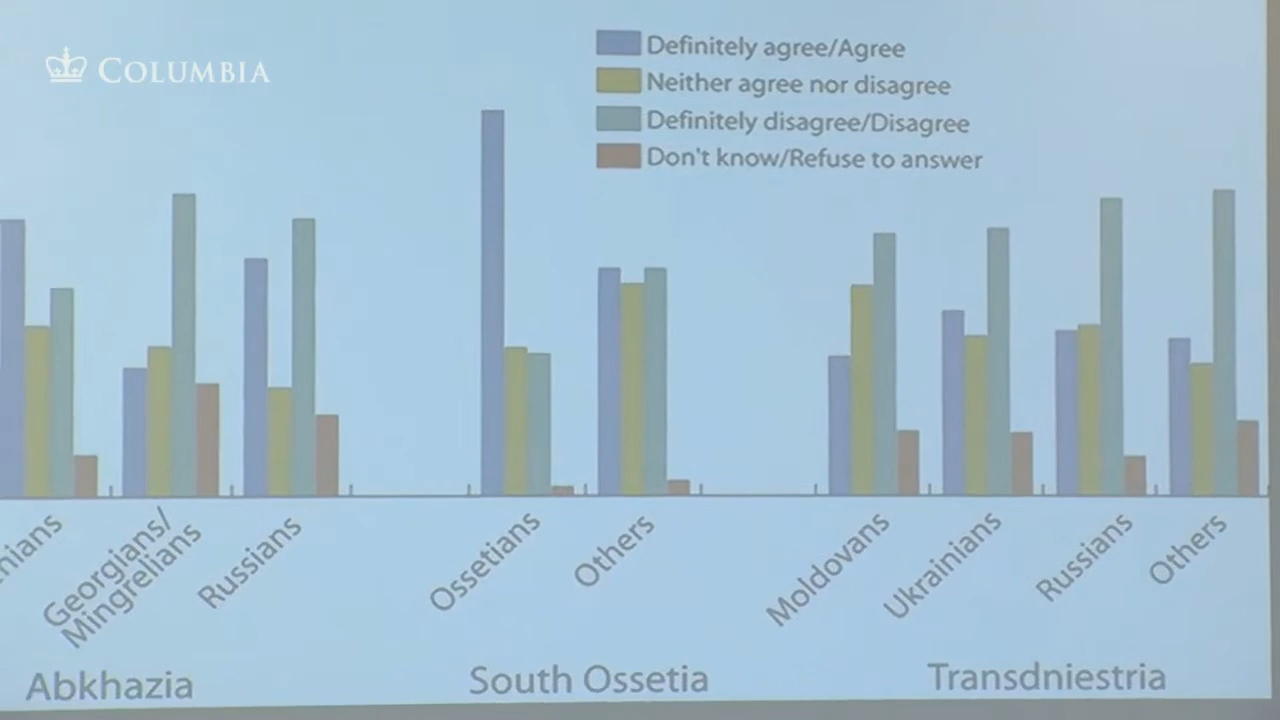 COLUMBIA
Definitely agree/Agree
Neither agree nor disagree
Definitely disagree/Disagree
Don't know/Refuse to answer
Georgians/
Mingrelians
Russians
Ossetians
Others
Moldovans
Ukrainians
Russians
Others
Abkhazia
South Ossetia
Transdniestria